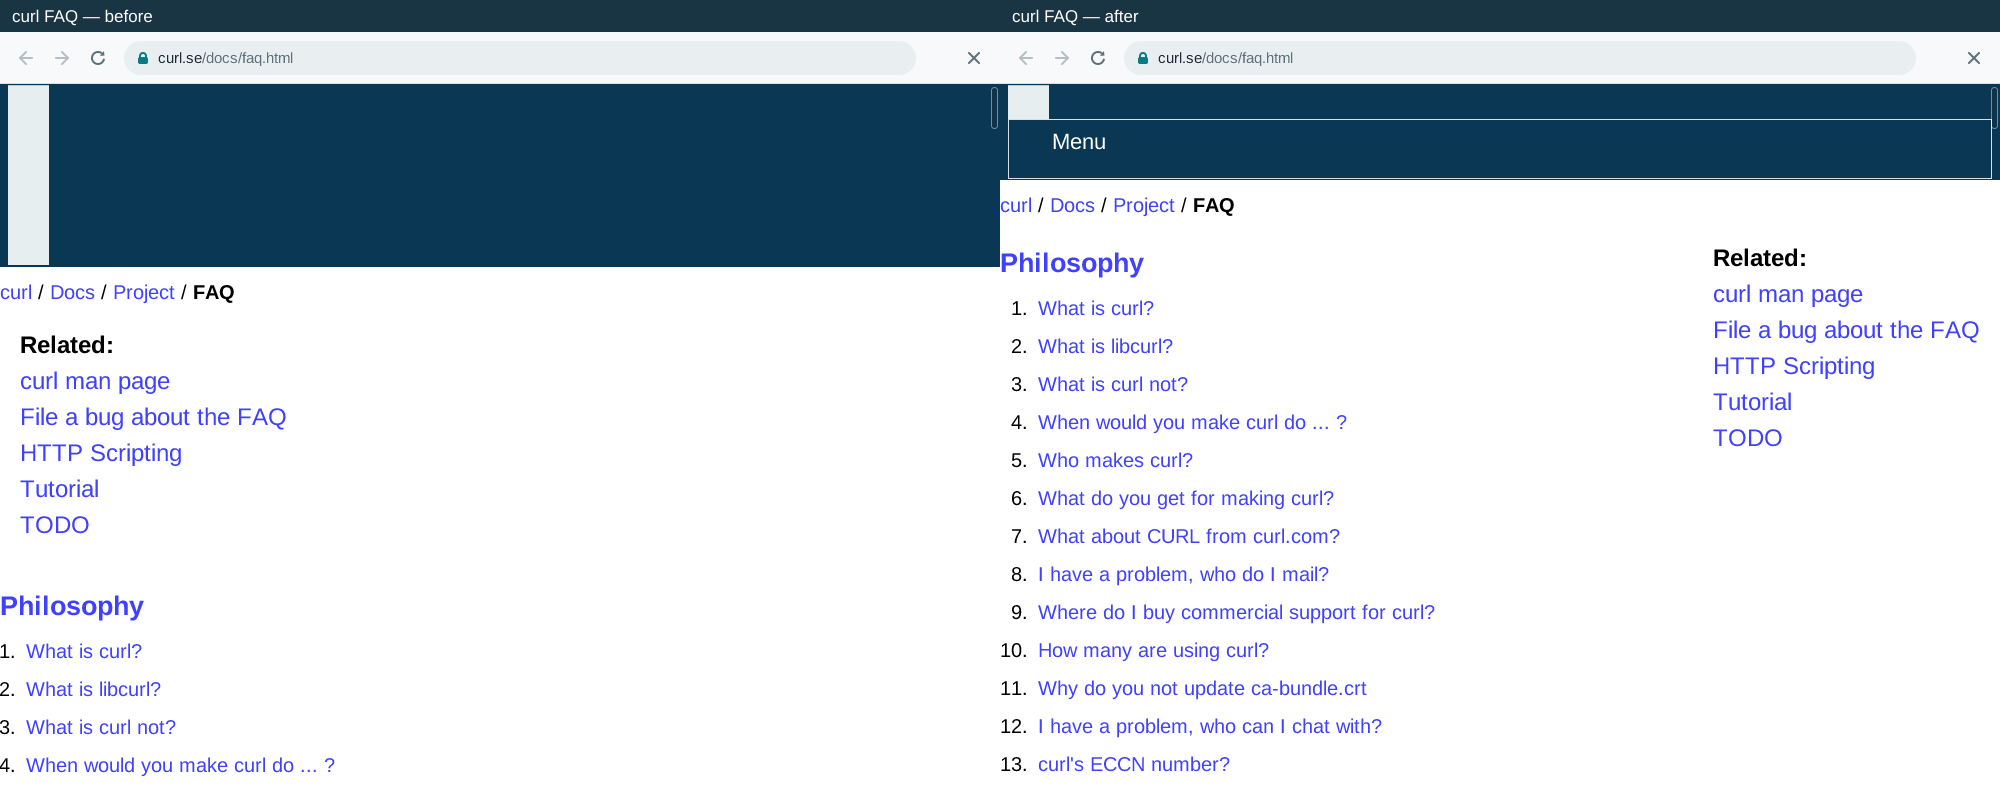 curl FAQ — before
curl.se/docs/faq.html
curl / Docs / Project / FAQ
Related:
curl man page
File a bug about the FAQ
HTTP Scripting
Tutorial
TODO
Philosophy
1. What is curl?
2. What is libcurl?
3. What is curl not?
4. When would you make curl do ... ?
curl FAQ — after
curl.se/docs/faq.html
Menu
curl / Docs / Project / FAQ
Philosophy
1. What is curl?
2. What is libcurl?
3. What is curl not?
4. When would you make curl do ... ?
5. Who makes curl?
6. What do you get for making curl?
7. What about CURL from curl.com?
8. I have a problem, who do I mail?
9. Where do I buy commercial support for curl?
10. How many are using curl?
11. Why do you not update ca-bundle.crt
12. I have a problem, who can I chat with?
13. curl's ECCN number?
Related:
curl man page
File a bug about the FAQ
HTTP Scripting
Tutorial
TODO